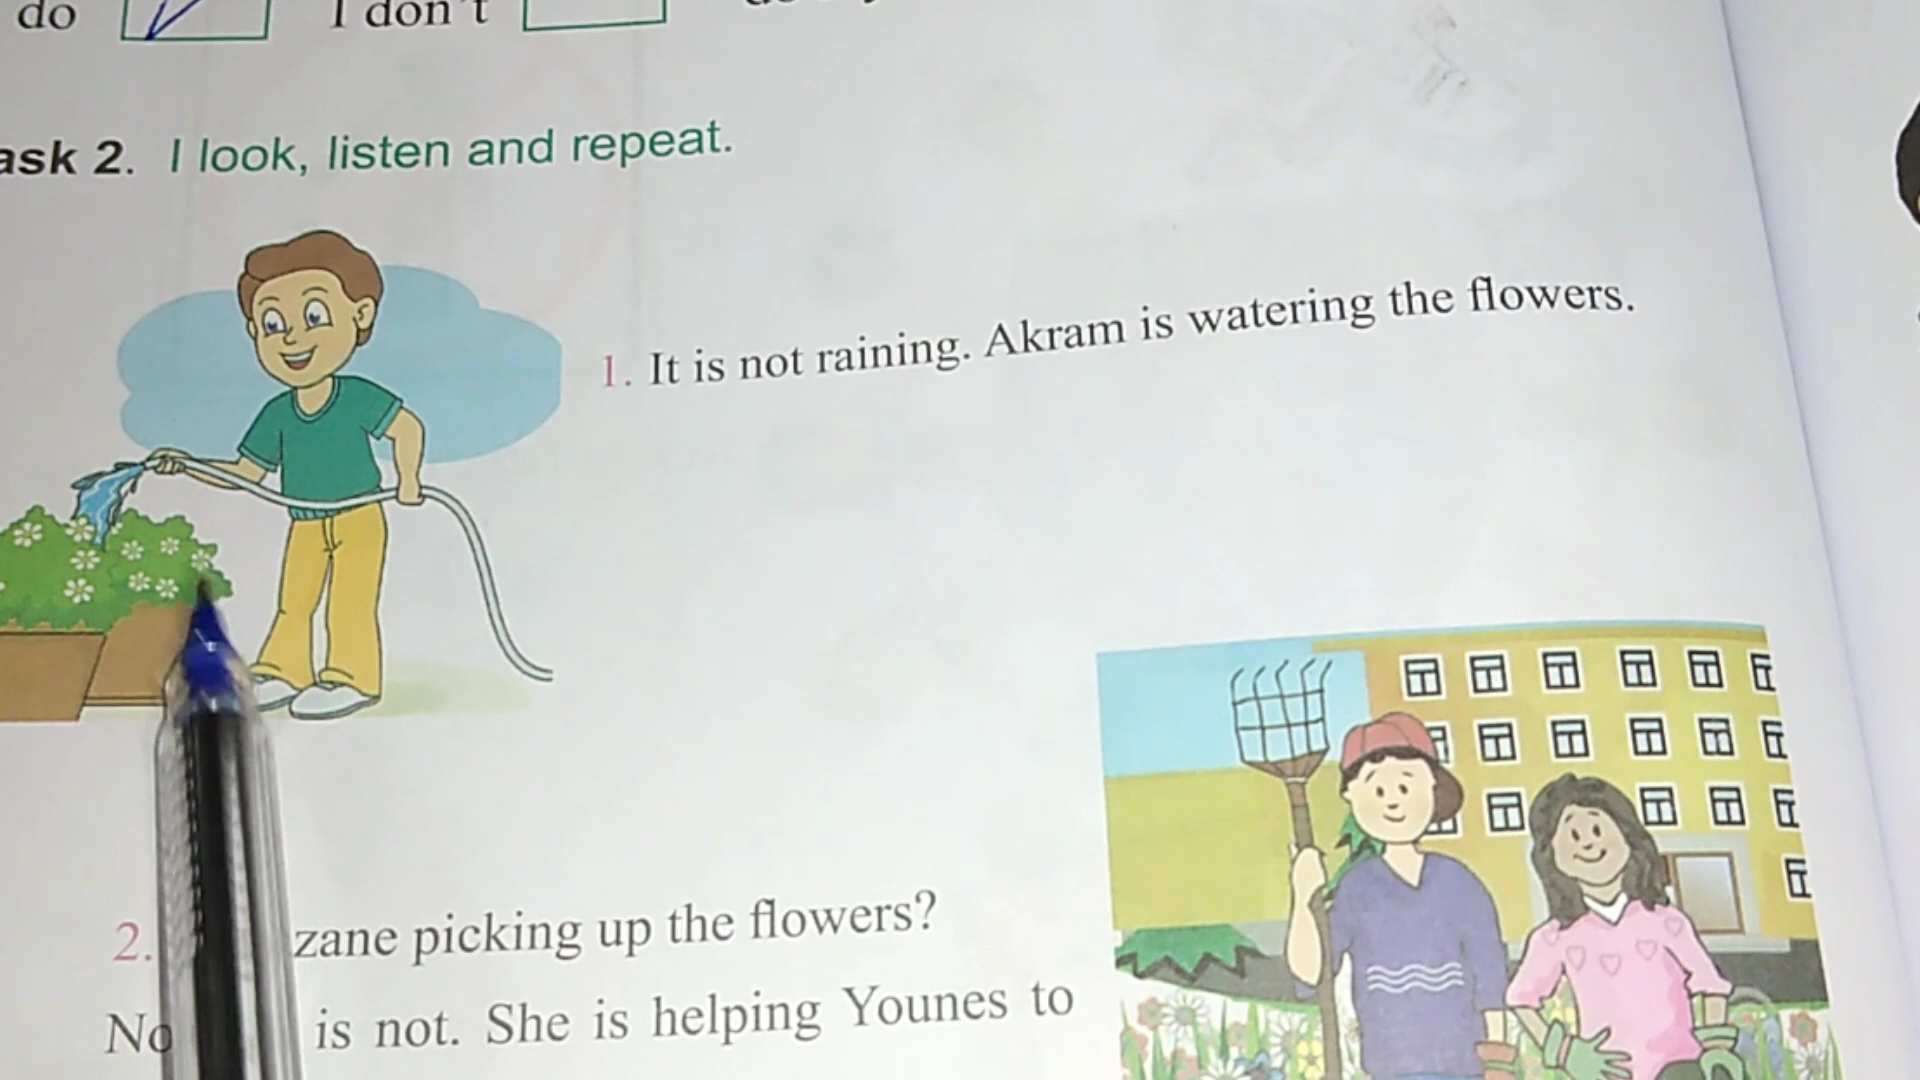 do I don't
ask 2. I look, listen and repeat.
1. It is not raining. Akram is watering the flowers.
2. zane picking up the flowers?
No is not. She is helping Younes to